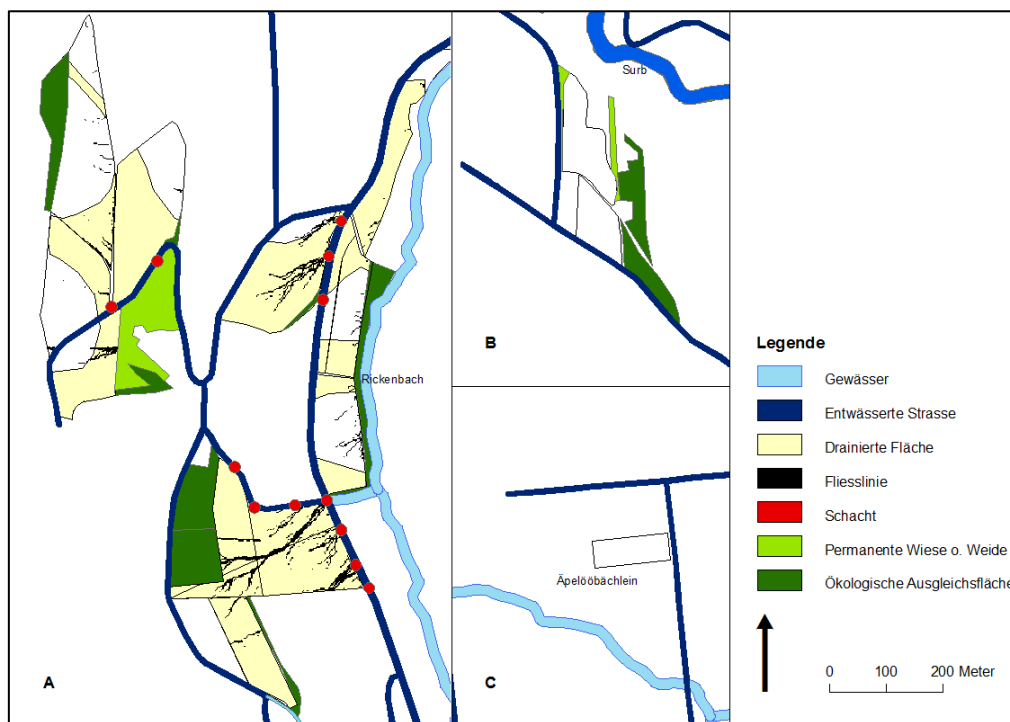 Surb
B
Rickenbach
A
Äpelööbächlein
C
Legende
Gewässer
Entwässerte Strasse
Drainierte Fläche
Fliesslinie
Schacht
Permanente Wiese o. Weide
Ökologische Ausgleichsfläche
0 100 200 Meter